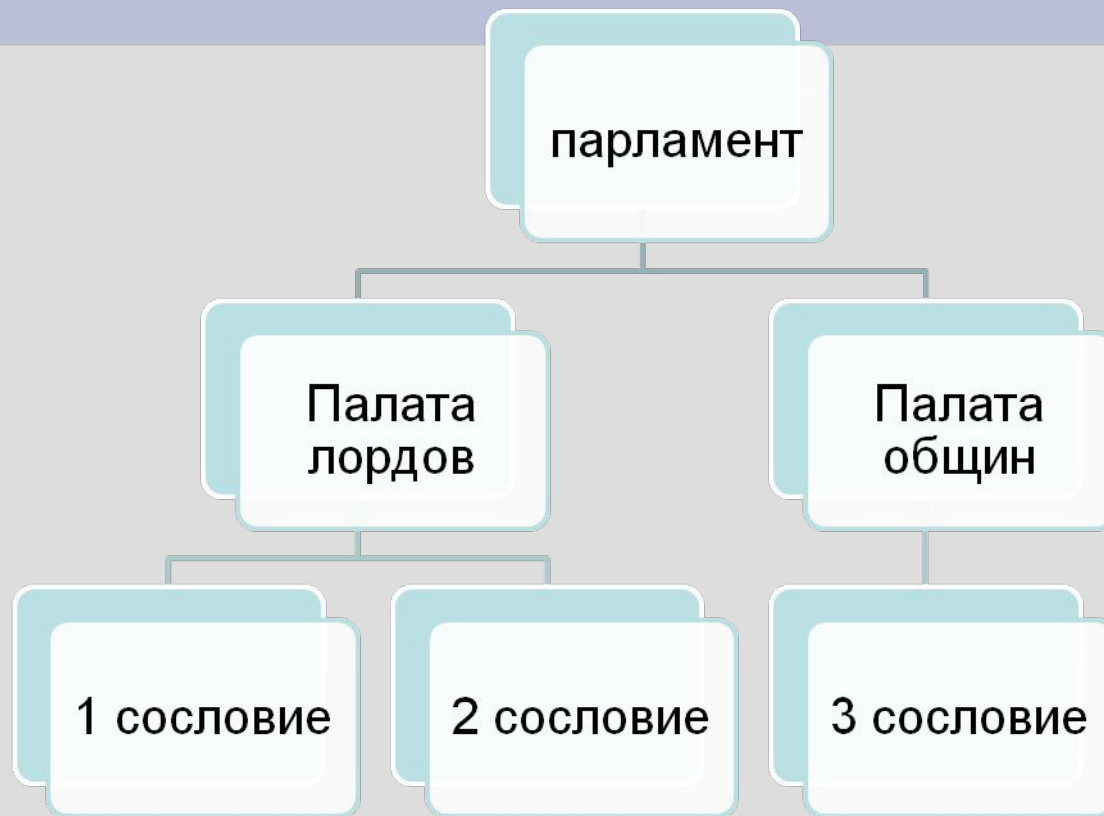 парламент
Палата
лордов
Палата
общин
1 сословие
2 сословие
3 сословие